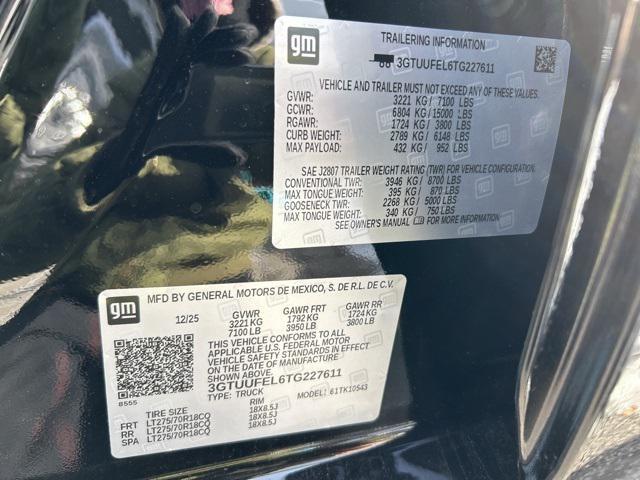 gm
TRAILERING INFORMATION
3GTUUFEL6TG227611
VEHICLE AND TRAILER MUST NOT EXCEED ANY OF THESE VALUES.
GVWR: 3221 KG / 7100 LBS
GCWR: 6804 KG / 15000 LBS
RGAWR: 1724 KG / 3800 LBS
CURB WEIGHT: 2789 KG / 6148 LBS
MAX PAYLOAD: 432 KG / 952 LBS
SAE J2807 TRAILER WEIGHT RATING (TWR) FOR VEHICLE CONFIGURATION.
CONVENTIONAL TWR: 3946 KG / 8700 LBS
MAX TONGUE WEIGHT: 395 KG / 870 LBS
GOOSENECK TWR: 2268 KG / 5000 LBS
MAX TONGUE WEIGHT: 340 KG / 750 LBS
SEE OWNER'S MANUAL FOR MORE INFORMATION
gm
MFD BY GENERAL MOTORS DE MEXICO, S. DE R.L. DE C.V.
12/25 GVWR GAWR FRT GAWR RR
3221 KG 1792 KG 1724 KG
7100 LB 3950 LB 3800 LB
THIS VEHICLE CONFORMS TO ALL
APPLICABLE U.S. FEDERAL MOTOR
VEHICLE SAFETY STANDARDS IN EFFECT
ON THE DATE OF MANUFACTURE
SHOWN ABOVE.
3GTUUFEL6TG227611
TYPE: TRUCK MODEL: 61TK10543
8555
TIRE SIZE RIM
FRT LT275/70R18CQ 18X8.5J
RR LT275/70R18CQ 18X8.5J
SPA LT275/70R18CQ 18X8.5J